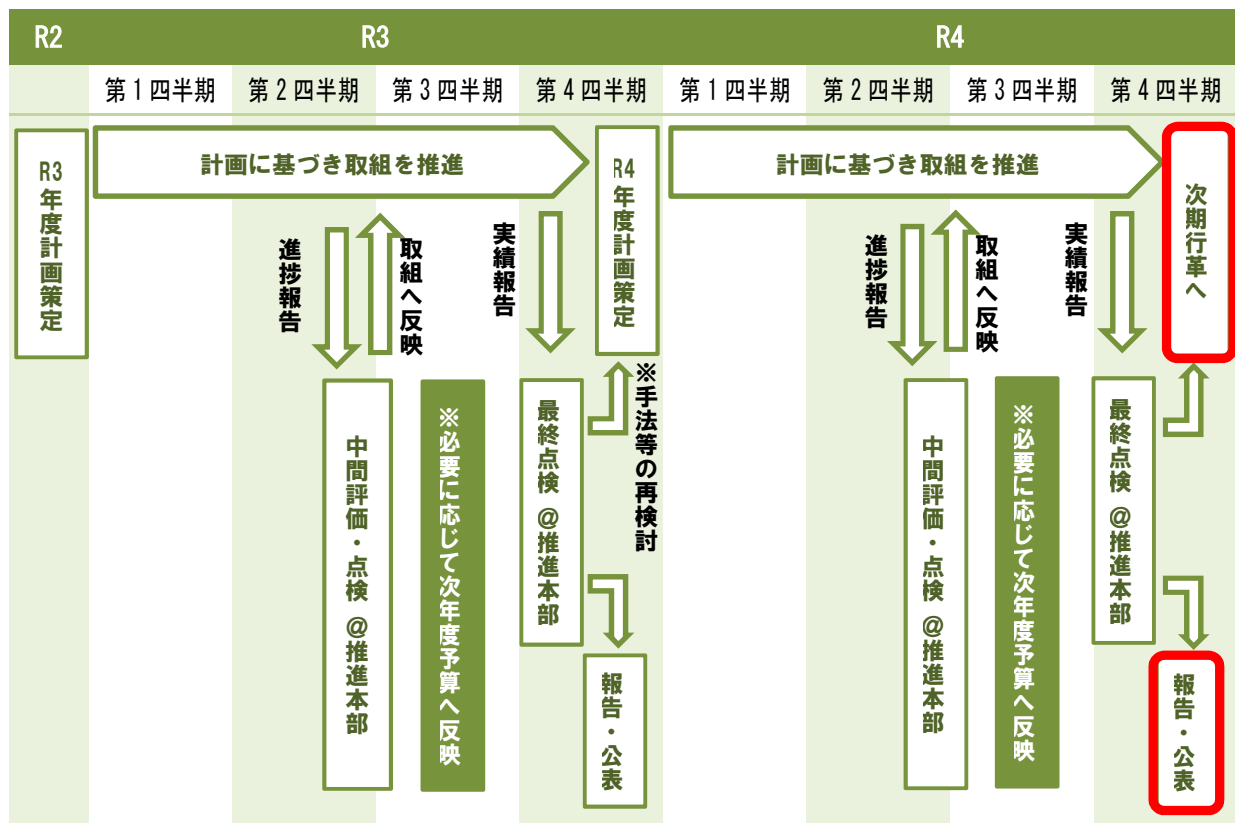 R2
R3
R4
第1四半期
第2四半期
第3四半期
第4四半期
第1四半期
第2四半期
第3四半期
第4四半期
R3年度計画策定
計画に基づき取組を推進
進捗報告
取組へ反映
実績報告
R4年度計画策定
中間評価・点検@推進本部
※必要に応じて次年度予算へ反映
最終点検@推進本部
※手法等の再検討
報告・公表
計画に基づき取組を推進
進捗報告
取組へ反映
実績報告
次期行革へ
中間評価・点検@推進本部
※必要に応じて次年度予算へ反映
最終点検@推進本部
報告・公表